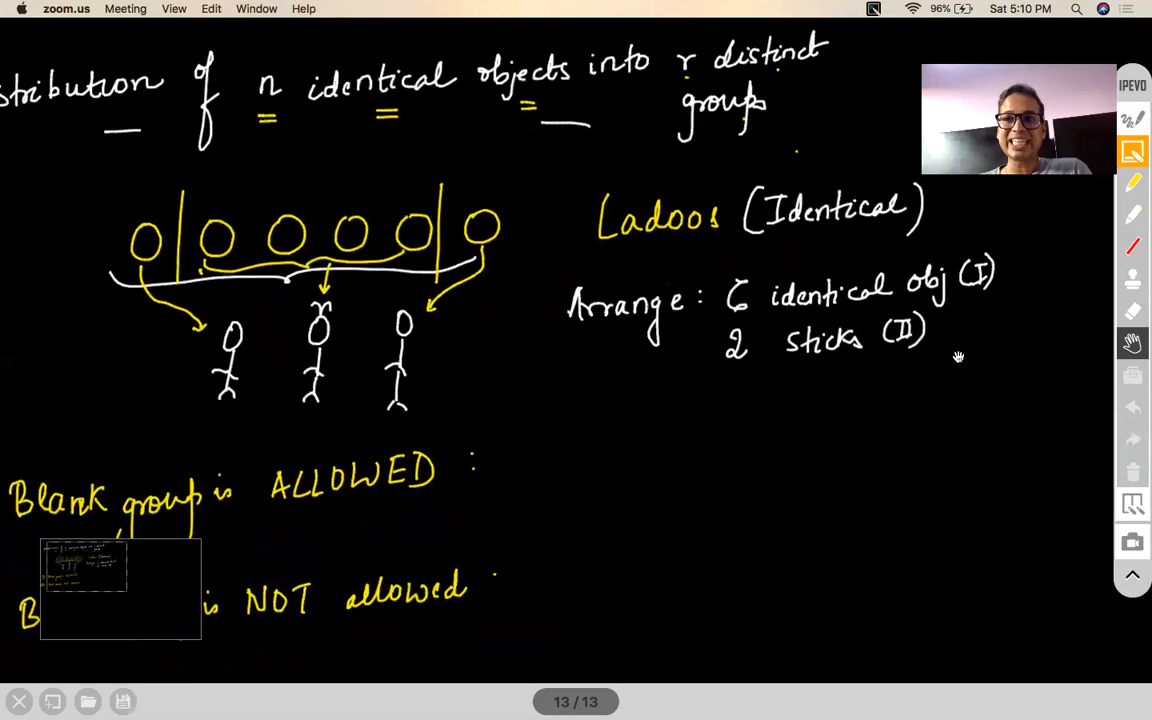 zoom.us Meeting View Edit Window Help 96% Sat 5:10 PM
stribution of n identical objects into r distinct
groups
IPEVO
Ladoos (Identical)
Arrange: 6 identical obj (I)
2 sticks (II)
Blank group is ALLOWED :
B is NOT allowed :
13 / 13